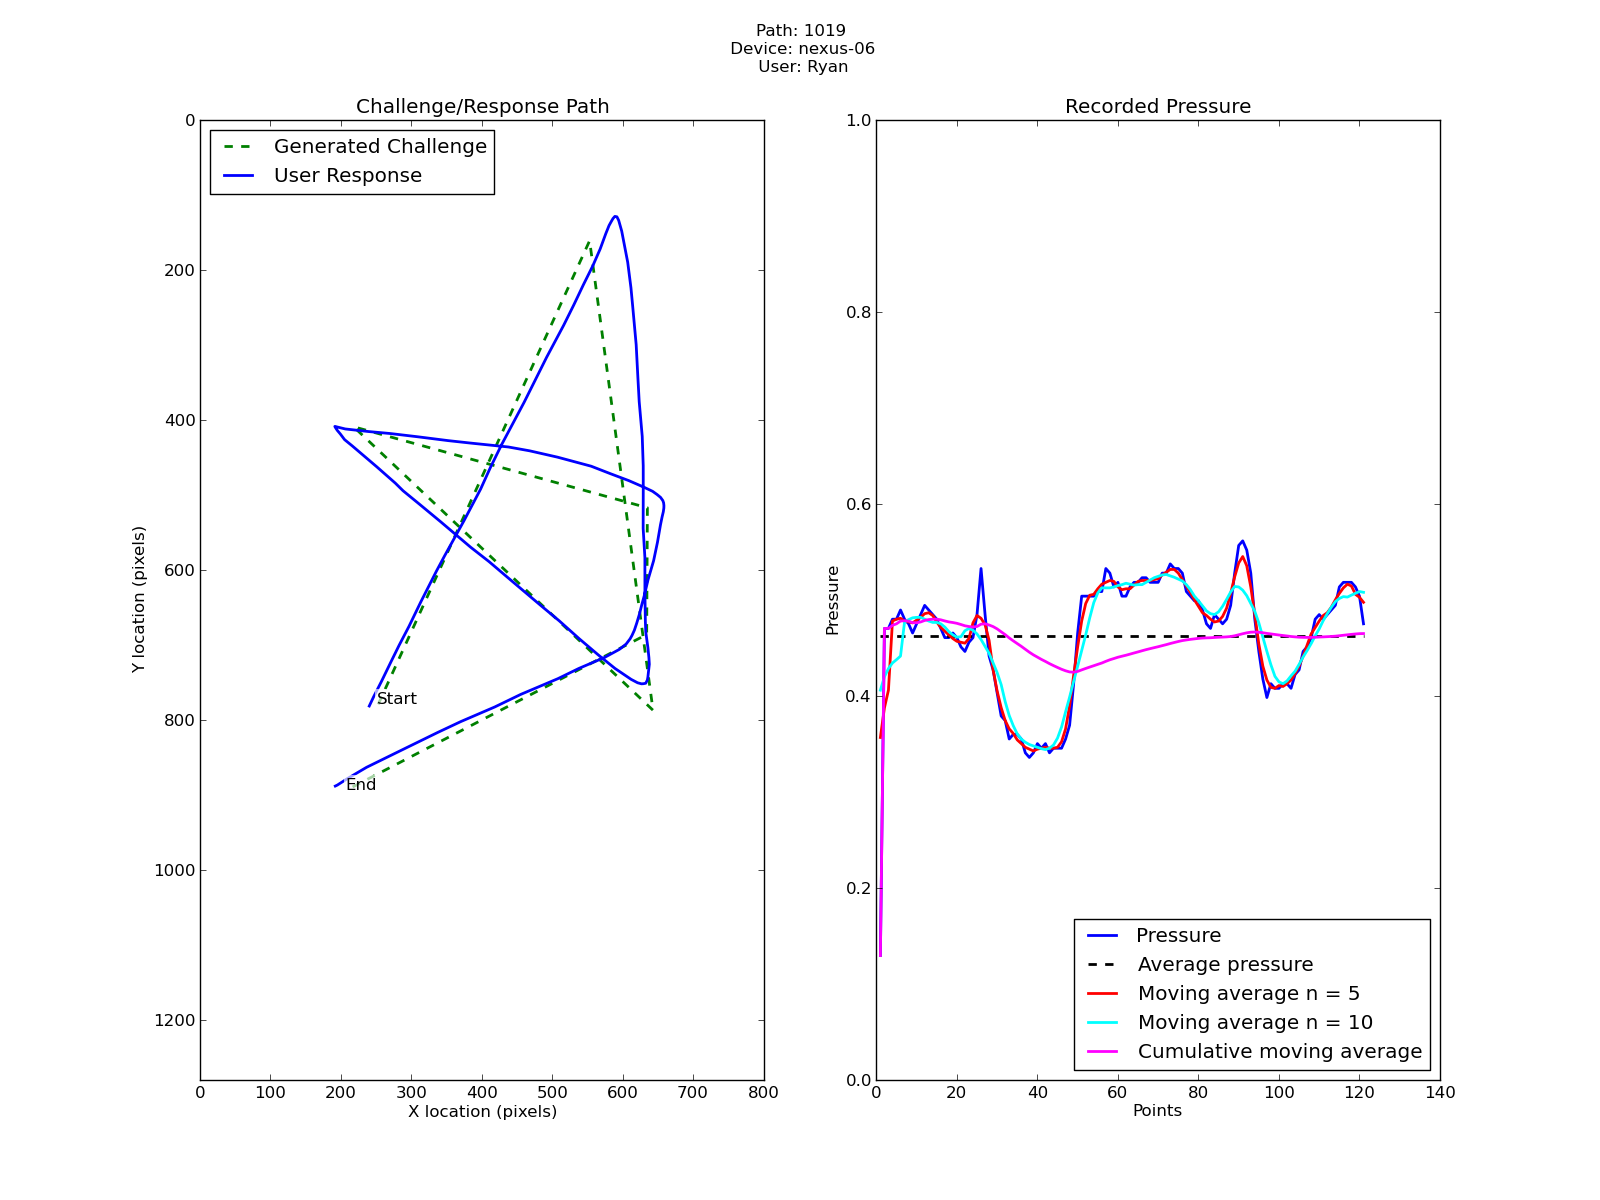 Path: 1019
Device: nexus-06
User: Ryan
Challenge/Response Path
Generated Challenge
User Response
0
200
400
600
800
1000
1200
Y location (pixels)
Start
End
0 100 200 300 400 500 600 700 800
X location (pixels)
Recorded Pressure
1.0
0.8
0.6
0.4
0.2
0.0
Pressure
Pressure
Average pressure
Moving average n = 5
Moving average n = 10
Cumulative moving average
0 20 40 60 80 100 120 140
Points